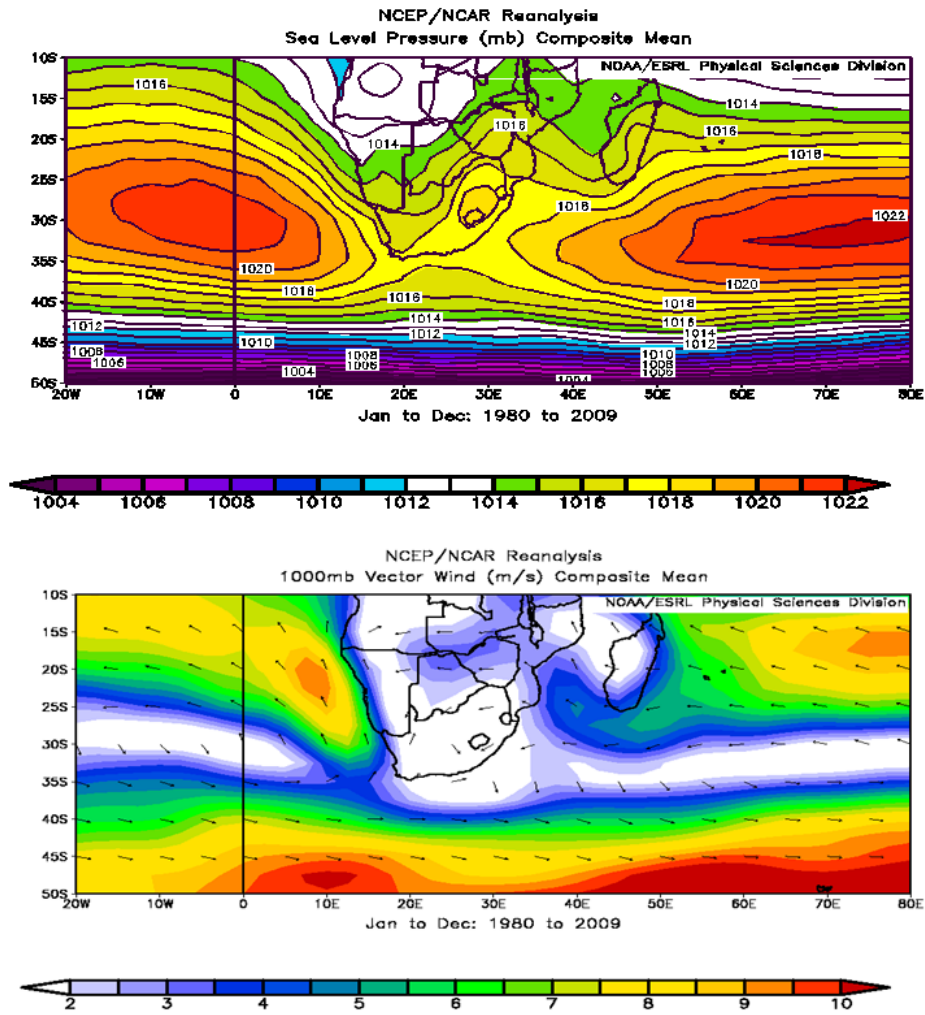 NCEP/NCAR Reanalysis
Sea Level Pressure (mb) Composite Mean
NOAA/ESRL Physical Sciences Division
10S
15S
20S
25S
30S
35S
40S
45S
50S
1016
1014
1016
1014
1016
1018
1018
1022
1020
1018
1016
1014
1012
1010
1008
1006
1004
1008
1006
1012
1014
1020
1018
1016
1014
1012
1010
1008
1006
1004
20W 10W 0 10E 20E 30E 40E 50E 60E 70E 80E
Jan to Dec: 1980 to 2009
1004 1006 1008 1010 1012 1014 1016 1018 1020 1022
NCEP/NCAR Reanalysis
1000mb Vector Wind (m/s) Composite Mean
NOAA/ESRL Physical Sciences Division
10S
15S
20S
25S
30S
35S
40S
45S
50S
20W 10W 0 10E 20E 30E 40E 50E 60E 70E 80E
Jan to Dec: 1980 to 2009
2 3 4 5 6 7 8 9 10